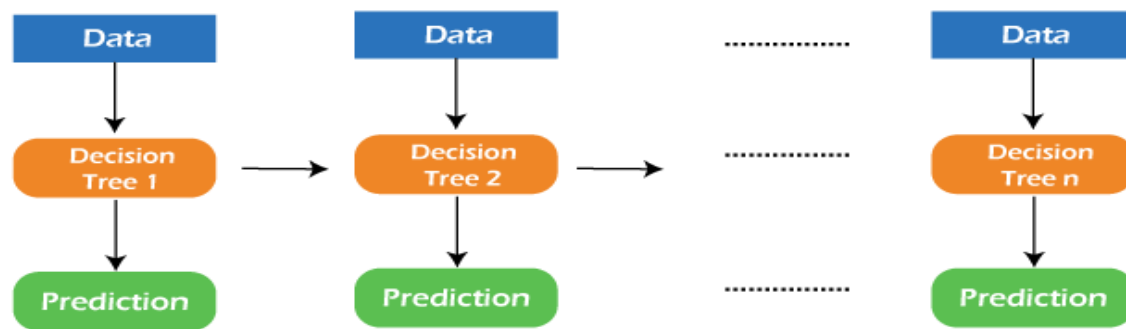 Data
Data
Data
Decision
Tree 1
Decision
Tree 2
Decision
Tree n
Prediction
Prediction
Prediction